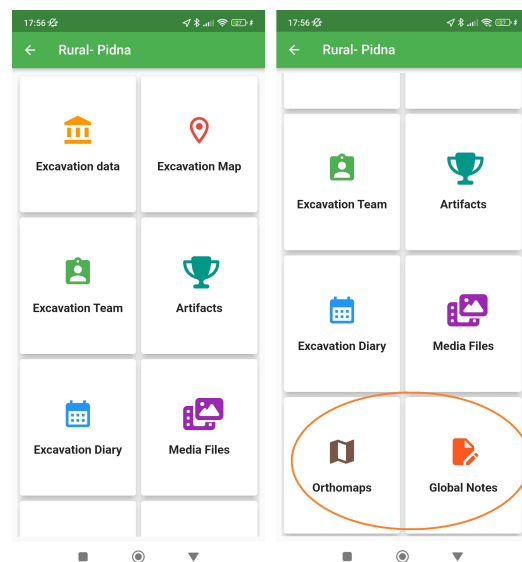 17:56
Rural- Pidna
Excavation data
Excavation Map
Excavation Team
Artifacts
Excavation Diary
Media Files
17:56
Rural- Pidna
Excavation Team
Artifacts
Excavation Diary
Media Files
Orthomaps
Global Notes